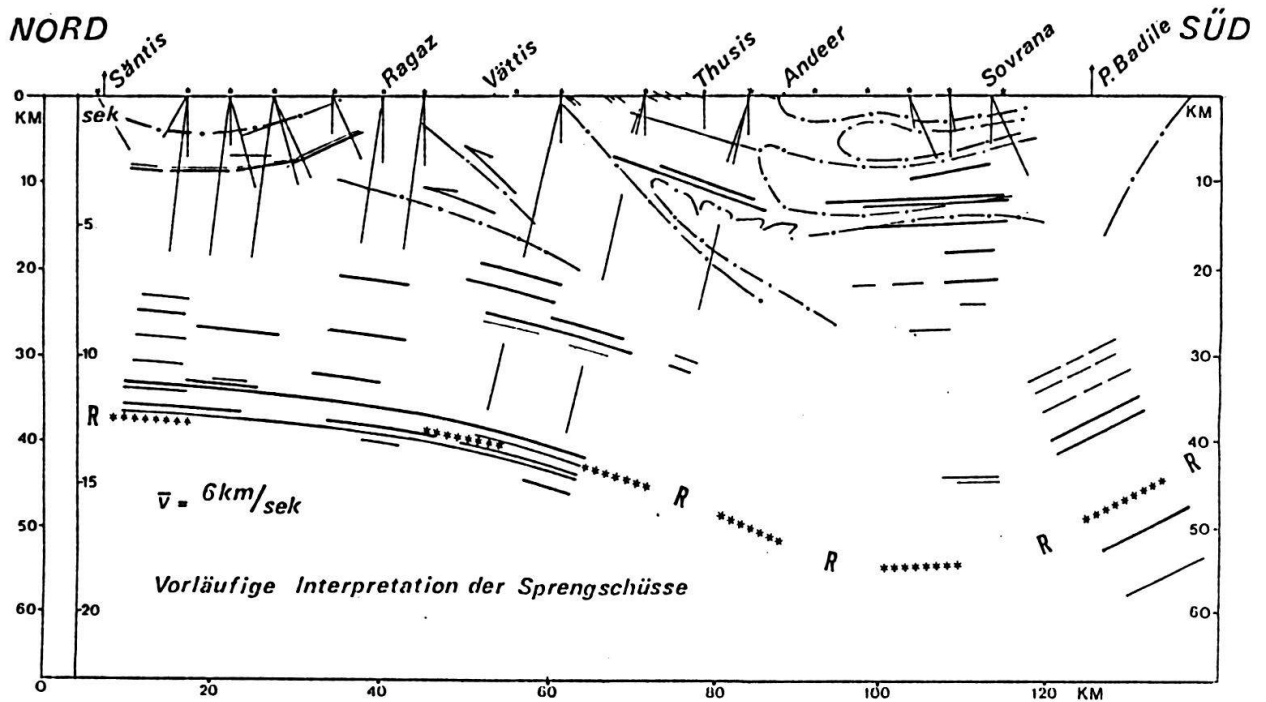 NORD
SÜD
Säntis
Ragaz
Vättis
Thusis
Andeer
Sovrana
P. Badile
0
KM
sek
KM
10
10
5
20
20
30
10
30
R
40
40
R
15
R
50
50
R
R
v̅ = 6km/sek
Vorläufige Interpretation der Sprengschüsse
60
20
60
0
20
40
60
80
100
120
KM